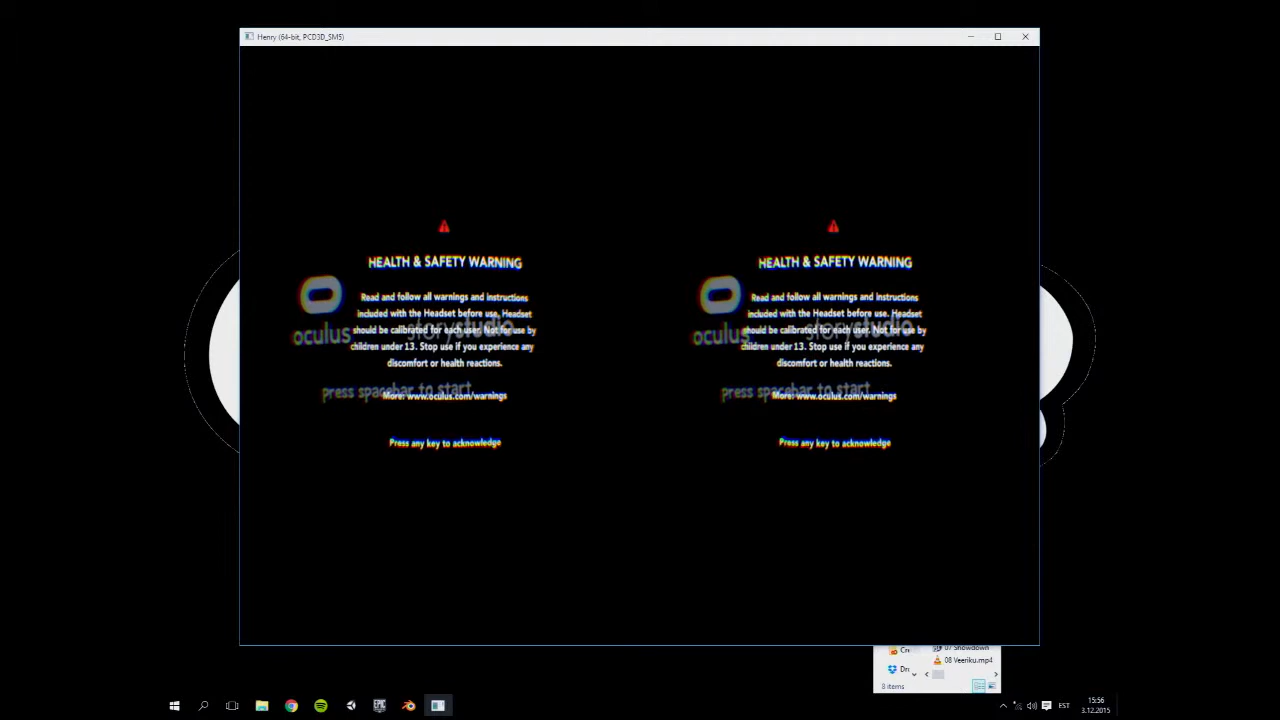 Henry (64-bit, PCD3D_SM5)
HEALTH & SAFETY WARNING
Read and follow all warnings and instructions
included with the Headset before use. Headset
should be calibrated for each user. Not for use by
children under 13. Stop use if you experience any
discomfort or health reactions.
More: www.oculus.com/warnings
Press any key to acknowledge
oculus
storystudio
press spacebar to start
HEALTH & SAFETY WARNING
Read and follow all warnings and instructions
included with the Headset before use. Headset
should be calibrated for each user. Not for use by
children under 13. Stop use if you experience any
discomfort or health reactions.
More: www.oculus.com/warnings
Press any key to acknowledge
oculus
storystudio
press spacebar to start
07 Showdown
08 Veeriku.mp4
8 items
EPIC
EST
15:56
3.12.2015